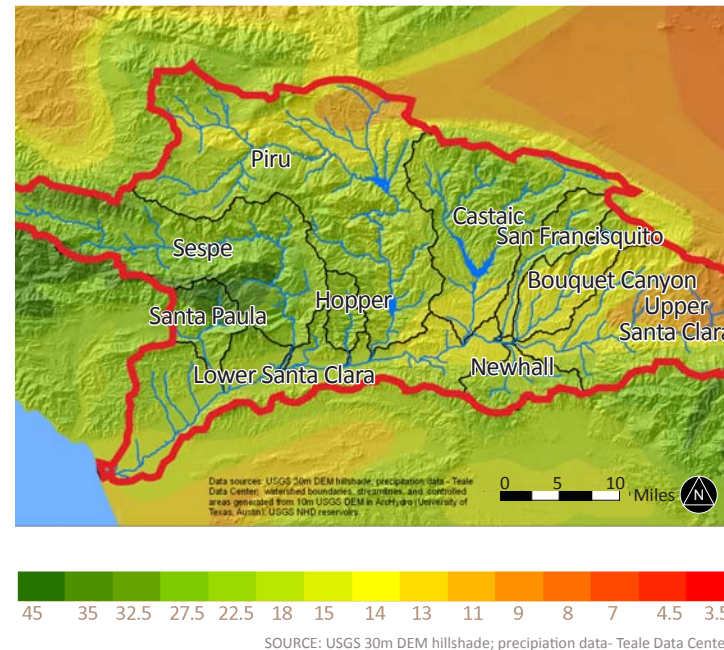 Piru
Castaic
San Francisquito
Sespe
Bouquet Canyon
Hopper
Upper
Santa Clara
Santa Paula
Newhall
Lower Santa Clara
Data sources: USGS 30m DEM hillshade; precipitation data - Teale
Data Center; watershed boundaries, streamlines, and controlled
areas generated from 10m USGS DEM in ArcHydro (University of
Texas, Austin); USGS NHD reservoirs.
0 5 10 Miles N
45 35 32.5 27.5 22.5 18 15 14 13 11 9 8 7 4.5 3.5
SOURCE: USGS 30m DEM hillshade; precipiation data- Teale Data Cente